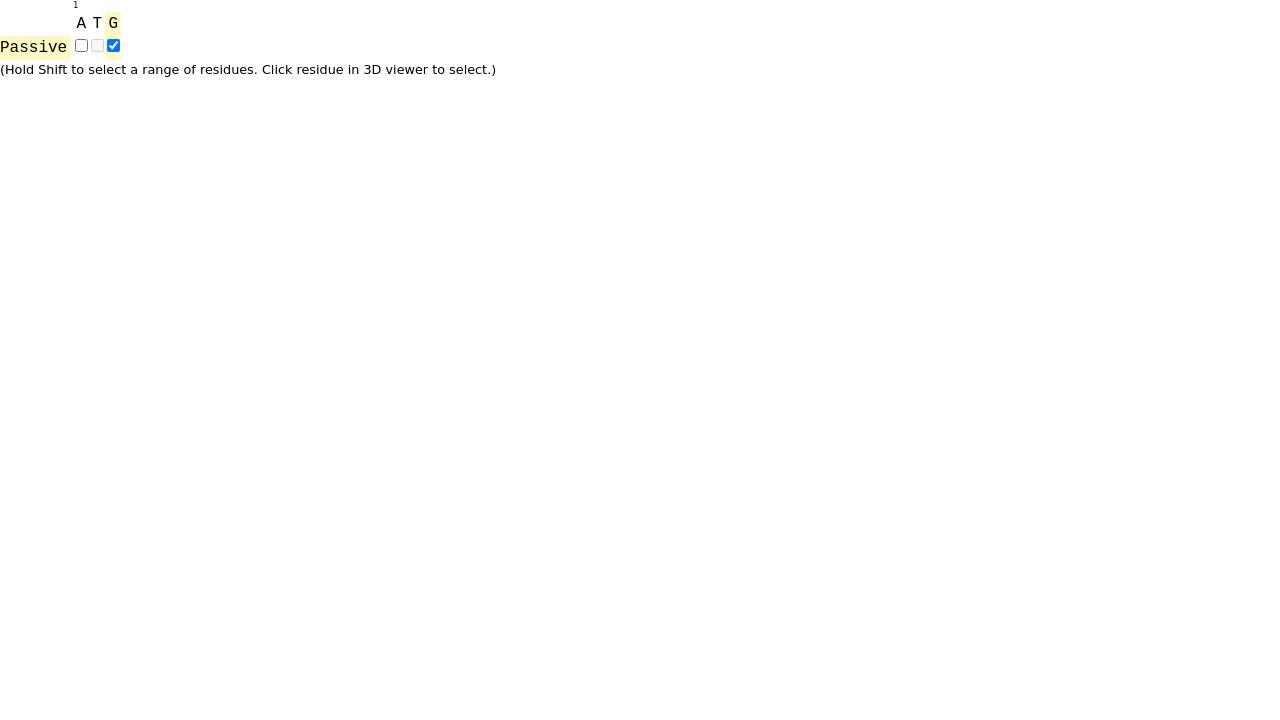 1
A T G
Passive
(Hold Shift to select a range of residues. Click residue in 3D viewer to select.)